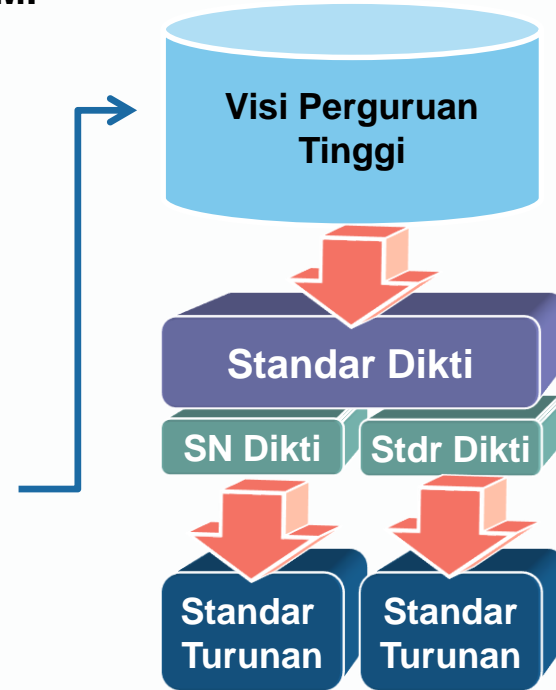 Visi Perguruan
Tinggi
Standar Dikti
SN Dikti
Stdr Dikti
Standar
Turunan
Standar
Turunan